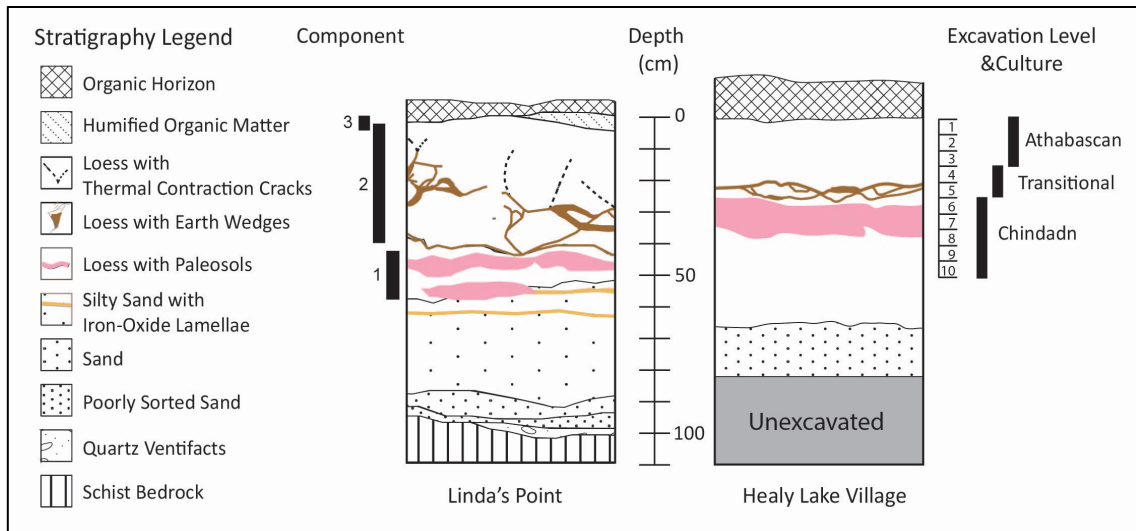 Stratigraphy Legend
Organic Horizon
Humified Organic Matter
Loess with
Thermal Contraction Cracks
Loess with Earth Wedges
Loess with Paleosols
Silty Sand with
Iron-Oxide Lamellae
Sand
Poorly Sorted Sand
Quartz Ventifacts
Schist Bedrock
Component
3
2
1
Linda's Point
Depth
(cm)
0
50
100
Unexcavated
Healy Lake Village
Excavation Level
&Culture
1
2
3
4
5
6
7
8
9
10
Athabascan
Transitional
Chindadn